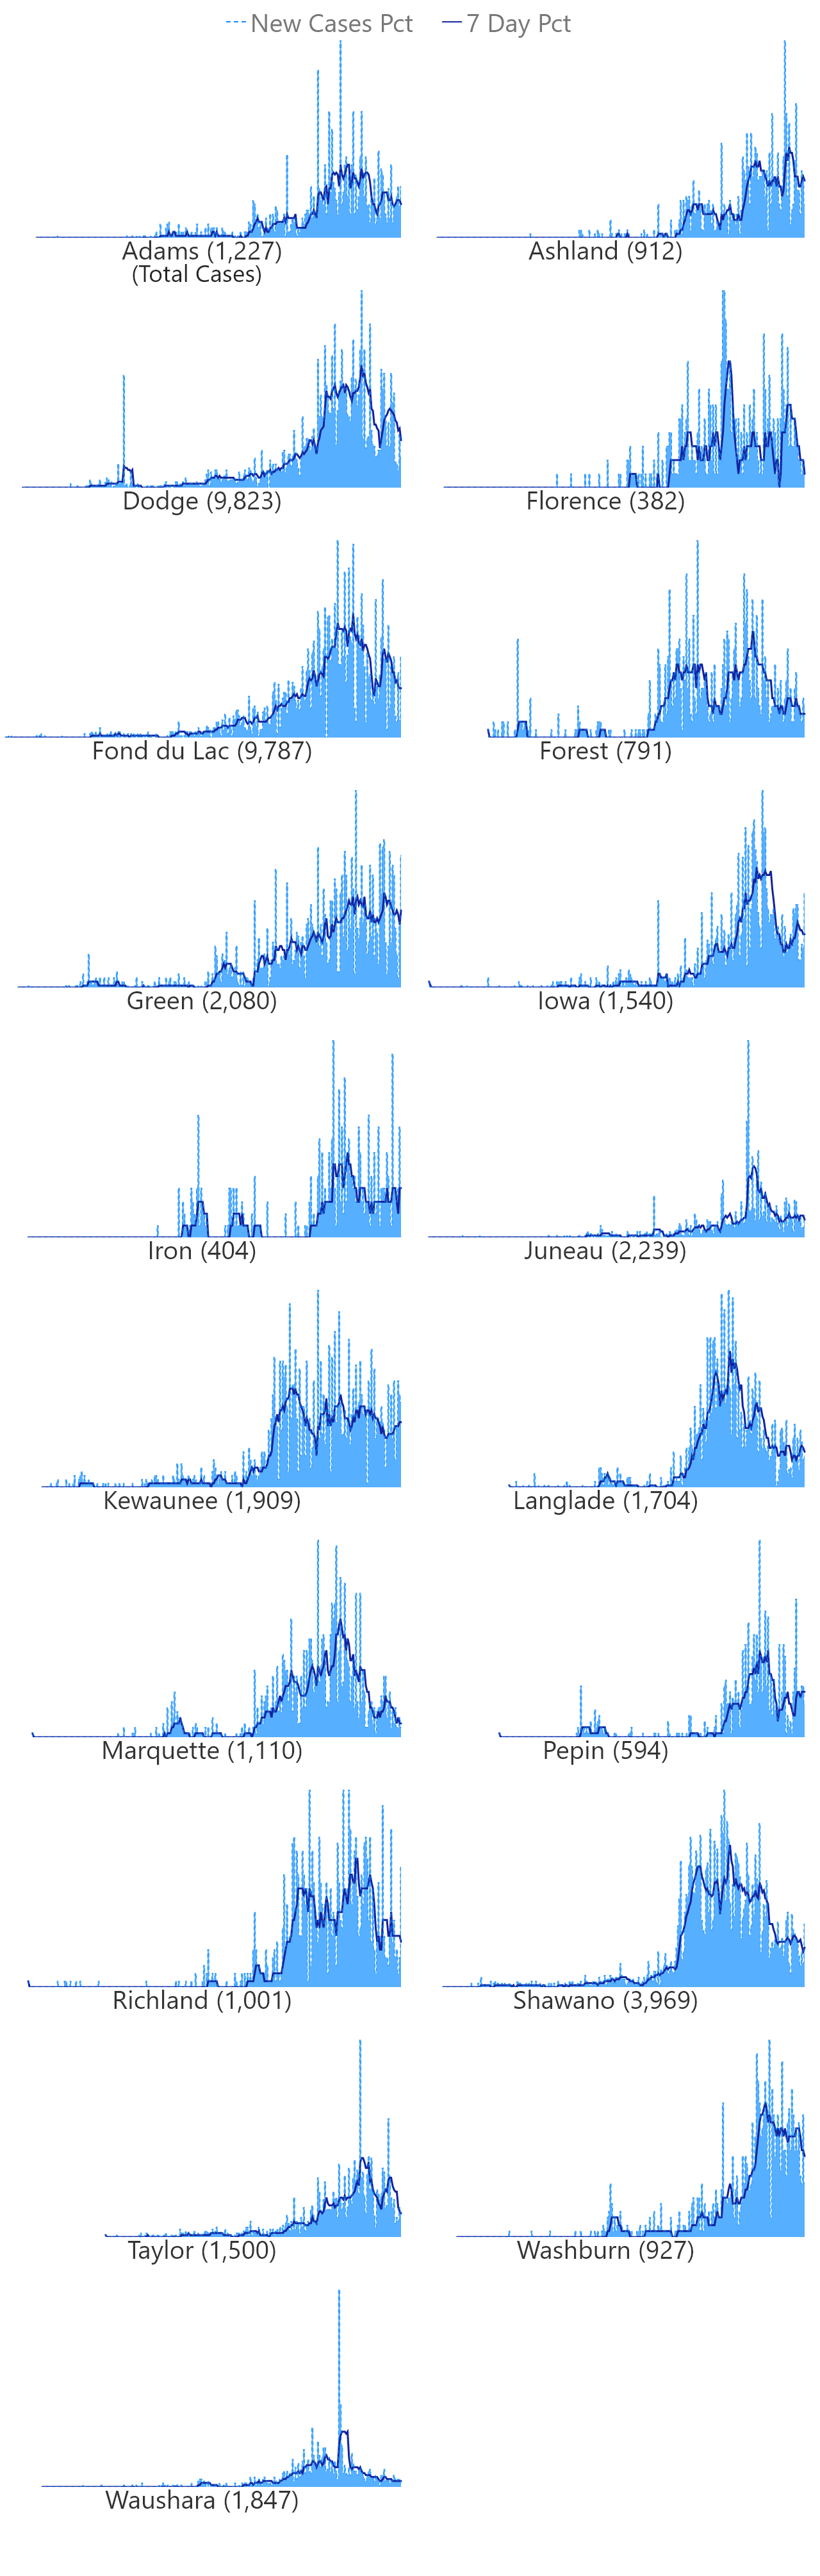 New Cases Pct 7 Day Pct
Adams (1,227) Ashland (912)
(Total Cases)
Dodge (9,823) Florence (382)
Fond du Lac (9,787) Forest (791)
Green (2,080) Iowa (1,540)
Iron (404) Juneau (2,239)
Kewaunee (1,909) Langlade (1,704)
Marquette (1,110) Pepin (594)
Richland (1,001) Shawano (3,969)
Taylor (1,500) Washburn (927)
Waushara (1,847)